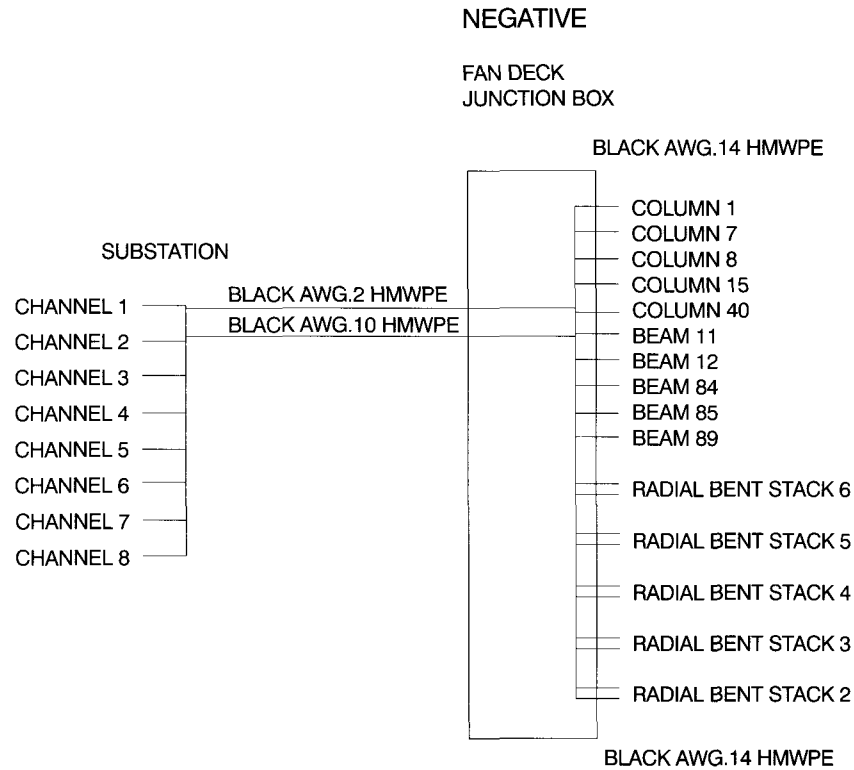 NEGATIVE
FAN DECK
JUNCTION BOX
BLACK AWG.14 HMWPE
SUBSTATION
CHANNEL 1
CHANNEL 2
CHANNEL 3
CHANNEL 4
CHANNEL 5
CHANNEL 6
CHANNEL 7
CHANNEL 8
BLACK AWG.2 HMWPE
BLACK AWG.10 HMWPE
COLUMN 1
COLUMN 7
COLUMN 8
COLUMN 15
COLUMN 40
BEAM 11
BEAM 12
BEAM 84
BEAM 85
BEAM 89
RADIAL BENT STACK 6
RADIAL BENT STACK 5
RADIAL BENT STACK 4
RADIAL BENT STACK 3
RADIAL BENT STACK 2
BLACK AWG.14 HMWPE